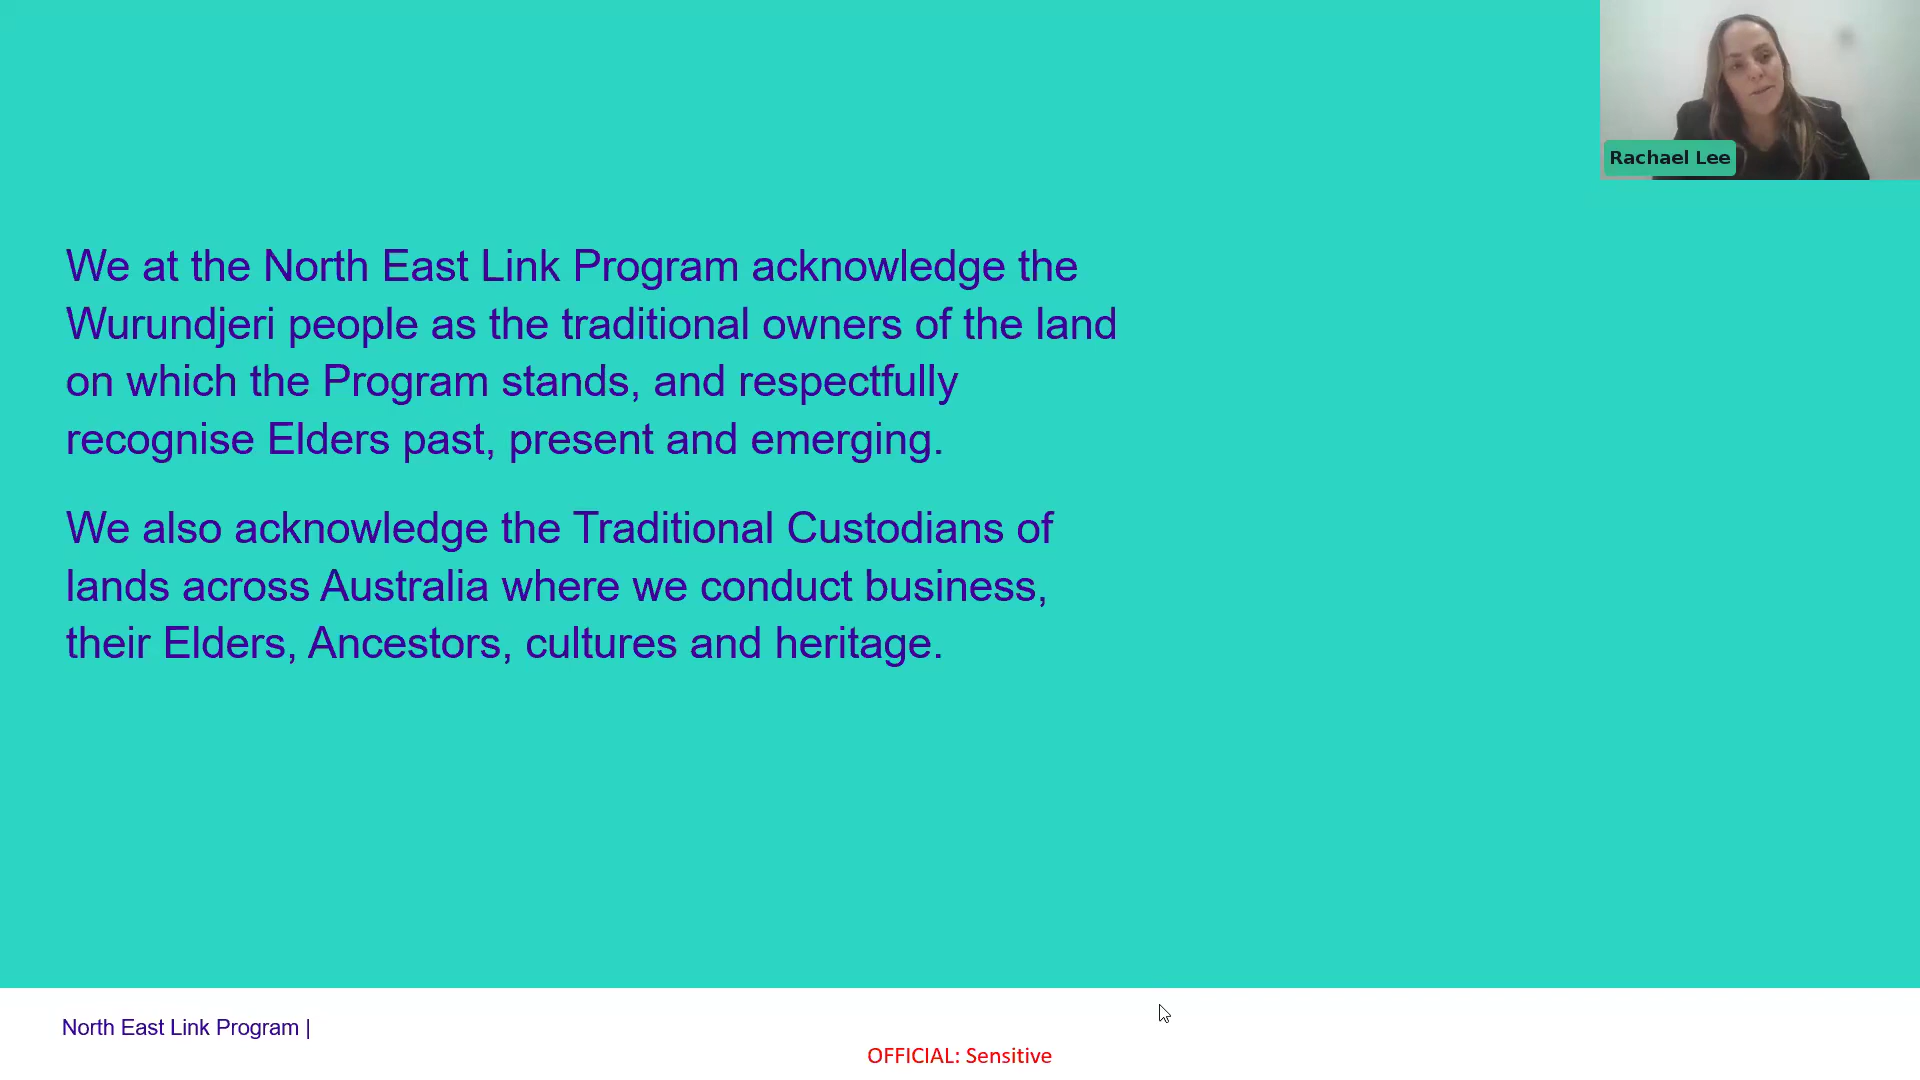 Rachael Lee
We at the North East Link Program acknowledge the
Wurundjeri people as the traditional owners of the land
on which the Program stands, and respectfully
recognise Elders past, present and emerging.
We also acknowledge the Traditional Custodians of
lands across Australia where we conduct business,
their Elders, Ancestors, cultures and heritage.
North East Link Program |
OFFICIAL: Sensitive